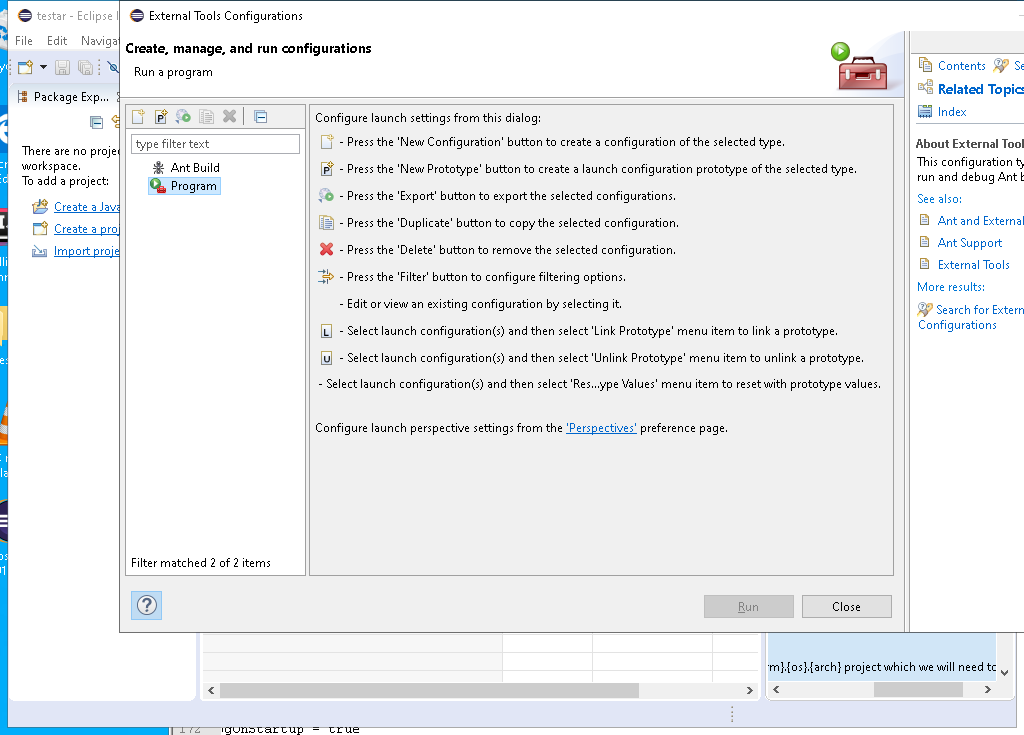 testar - Eclipse I
External Tools Configurations
File Edit Naviga
Create, manage, and run configurations
Run a program
Package Exp...
There are no proje
workspace.
To add a project:
Create a Java
Create a proj
Import proje
type filter text
Ant Build
Program
Filter matched 2 of 2 items
Configure launch settings from this dialog:
- Press the 'New Configuration' button to create a configuration of the selected type.
- Press the 'New Prototype' button to create a launch configuration prototype of the selected type.
- Press the 'Export' button to export the selected configurations.
- Press the 'Duplicate' button to copy the selected configuration.
- Press the 'Delete' button to remove the selected configuration.
- Press the 'Filter' button to configure filtering options.
- Edit or view an existing configuration by selecting it.
L - Select launch configuration(s) and then select 'Link Prototype' menu item to link a prototype.
U - Select launch configuration(s) and then select 'Unlink Prototype' menu item to unlink a prototype.
- Select launch configuration(s) and then select 'Res...ype Values' menu item to reset with prototype values.
Configure launch perspective settings from the 'Perspectives' preference page.
Run Close
Contents Se
Related Topics
Index
About External Tool
This configuration ty
run and debug Ant b
See also:
Ant and External
Ant Support
External Tools
More results:
Search for Extern
Configurations
rm}.{os}.{arch} project which we will need to
172 gOnStartup = true